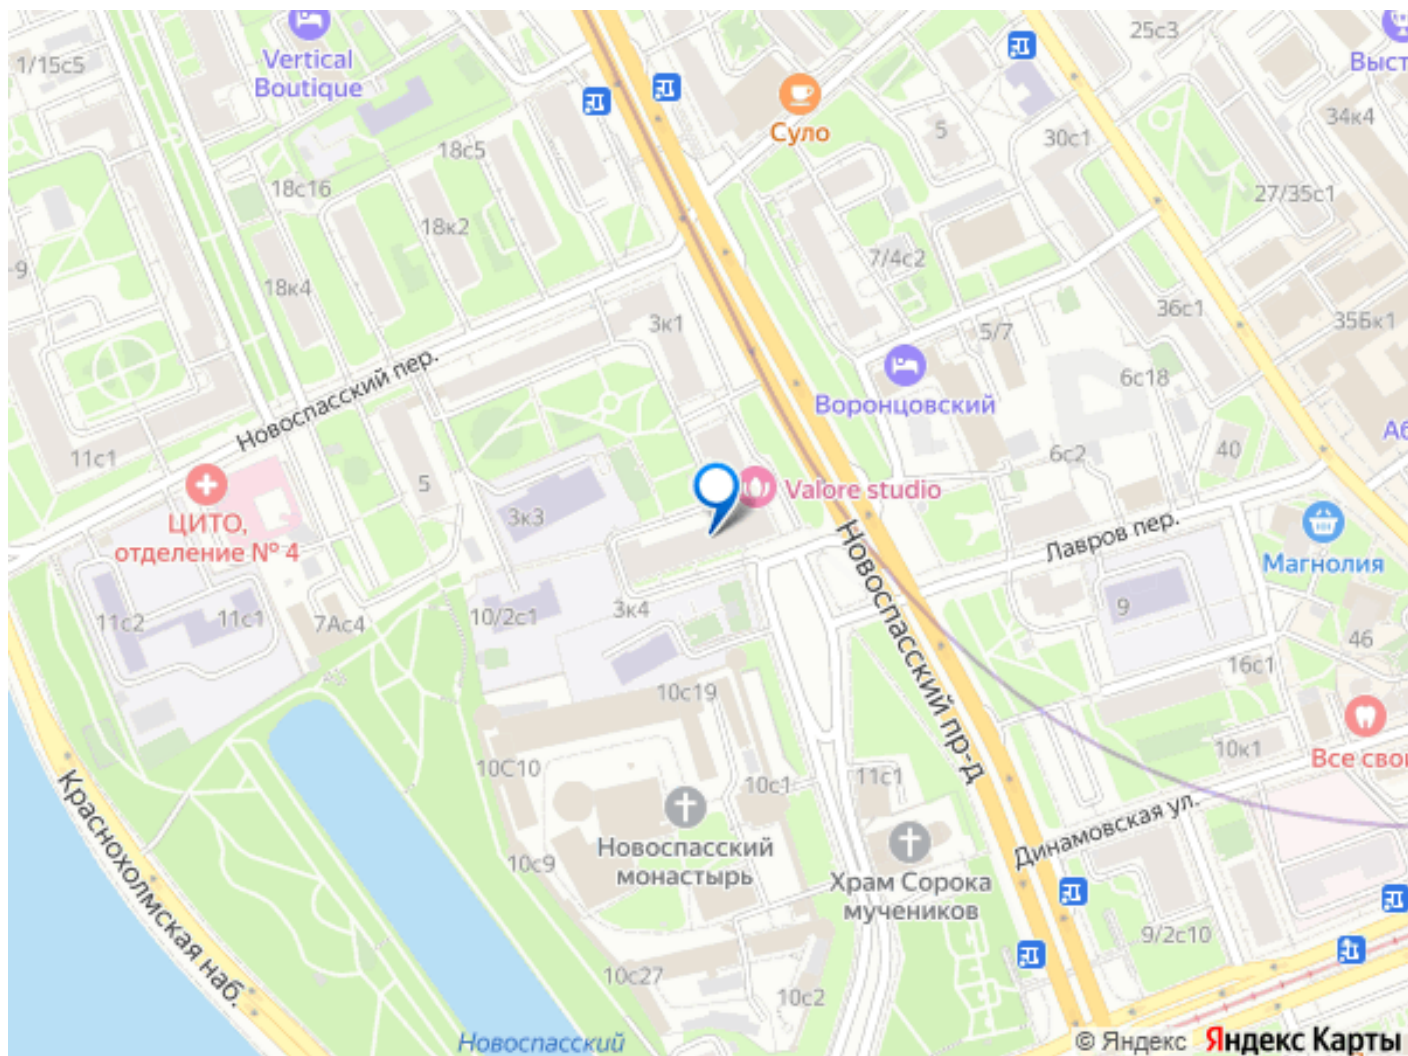 1/15с5
Vertical
Boutique
25с3
Выст
Суло
34к4
18с5
5
30с1
18с16
27/35с1
18к2
7/4с2
-9
18к4
3к1
36с1
35Бк1
5/7
Новоспасский пер.
6с18
Воронцовский
Аб
11с1
6с2
40
5
Valore studio
3к3
ЦИТО,
отделение № 4
Лавров пер.
Магнолия
Новоспасский пр-д
11с2
11с1
7Ас4
10/2с1
3к4
9
46
16с1
10с19
10к1
Все свои
10С10
10с1
11с1
Краснохолмская наб.
Динамовская ул.
Новоспасский
монастырь
10с9
Храм Сорока
мучеников
9/2с10
10с27
10с2
Новоспасский
© Яндекс Яндекс Карты